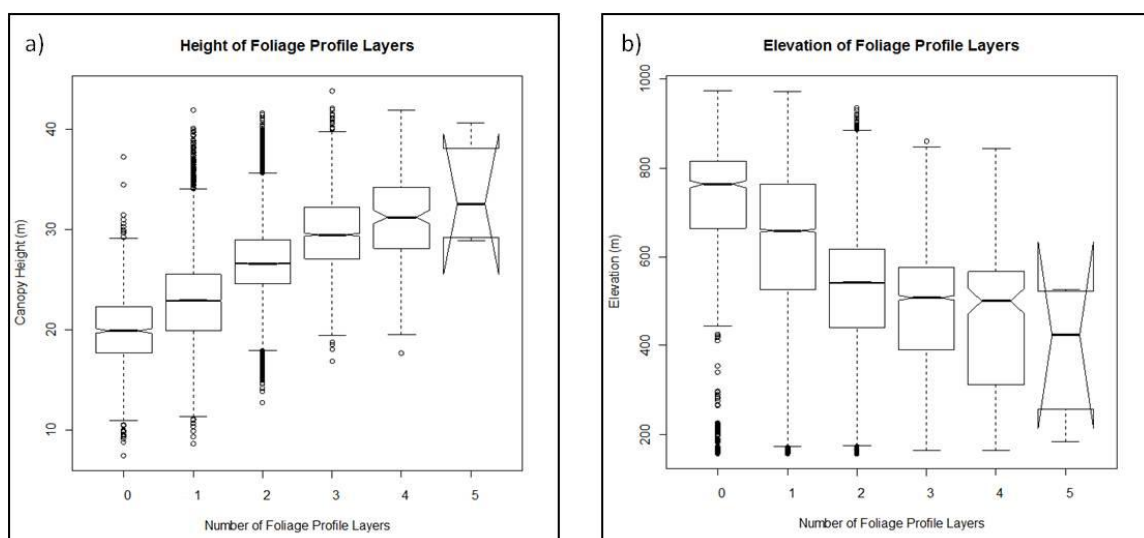 a)
Height of Foliage Profile Layers
Canopy Height (m)
40
30
20
10
0 1 2 3 4 5
Number of Foliage Profile Layers
b)
Elevation of Foliage Profile Layers
Elevation (m)
1000
800
600
400
200
0 1 2 3 4 5
Number of Foliage Profile Layers